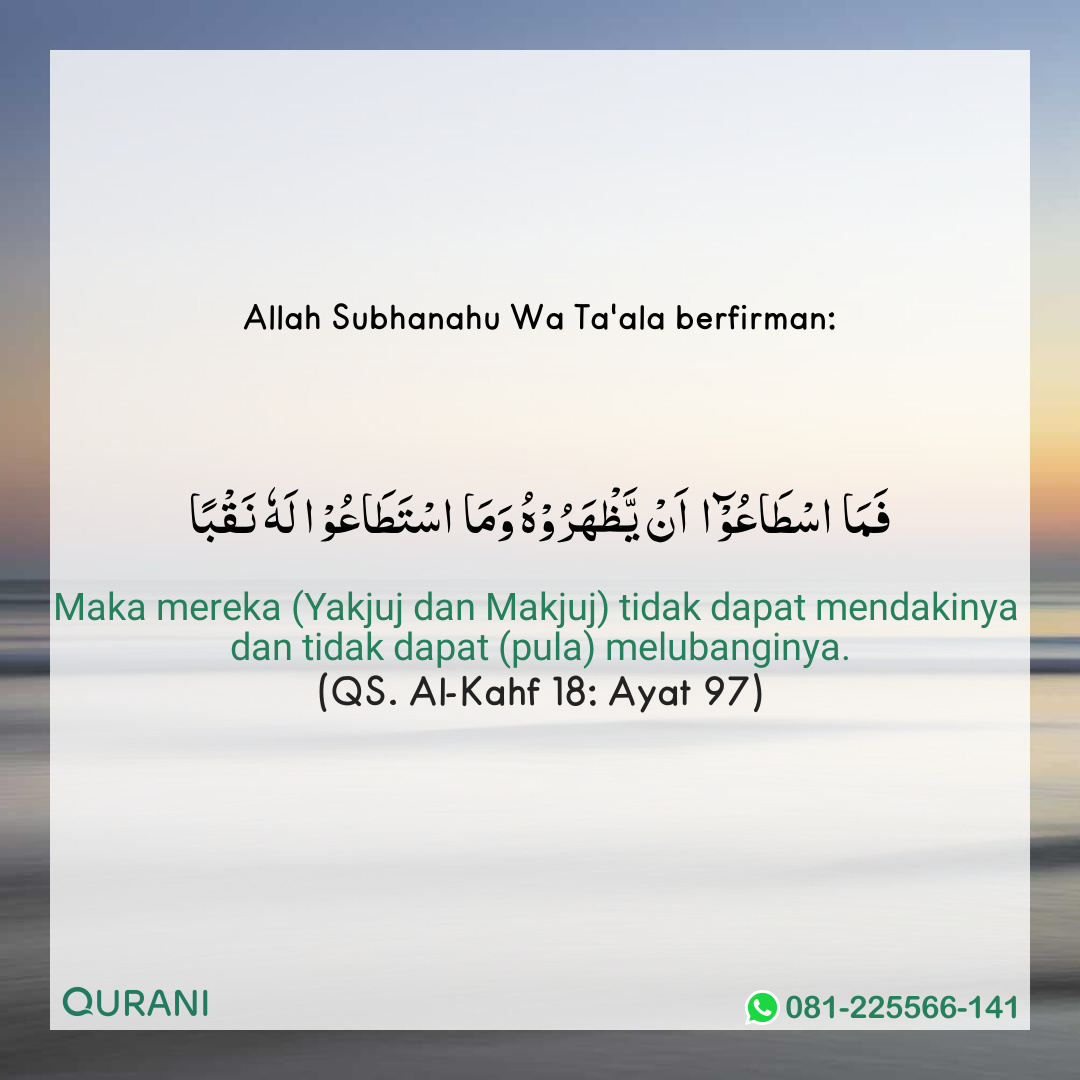 Allah Subhanahu Wa Ta'ala berfirman:
فَمَا اسْطَاعُوْٓا اَنْ يَّظْهَرُوْهُ وَمَا اسْتَطَاعُوْا لَهٗ نَقْبًا
Maka mereka (Yakjuj dan Makjuj) tidak dapat mendakinya
dan tidak dapat (pula) melubanginya.
(QS. Al-Kahf 18: Ayat 97)
QURANI
081-225566-141